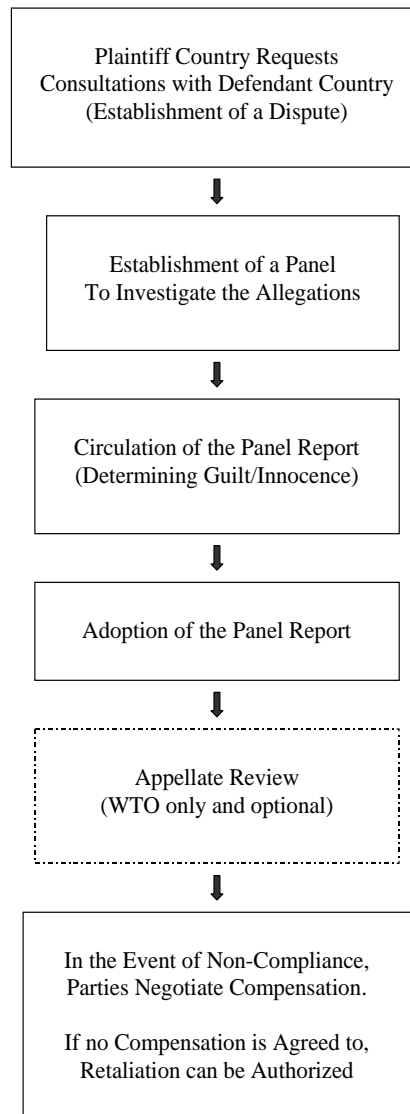 Plaintiff Country Requests
Consultations with Defendant Country
(Establishment of a Dispute)
Establishment of a Panel
To Investigate the Allegations
Circulation of the Panel Report
(Determining Guilt/Innocence)
Adoption of the Panel Report
Appellate Review
(WTO only and optional)
In the Event of Non-Compliance,
Parties Negotiate Compensation.
If no Compensation is Agreed to,
Retaliation can be Authorized